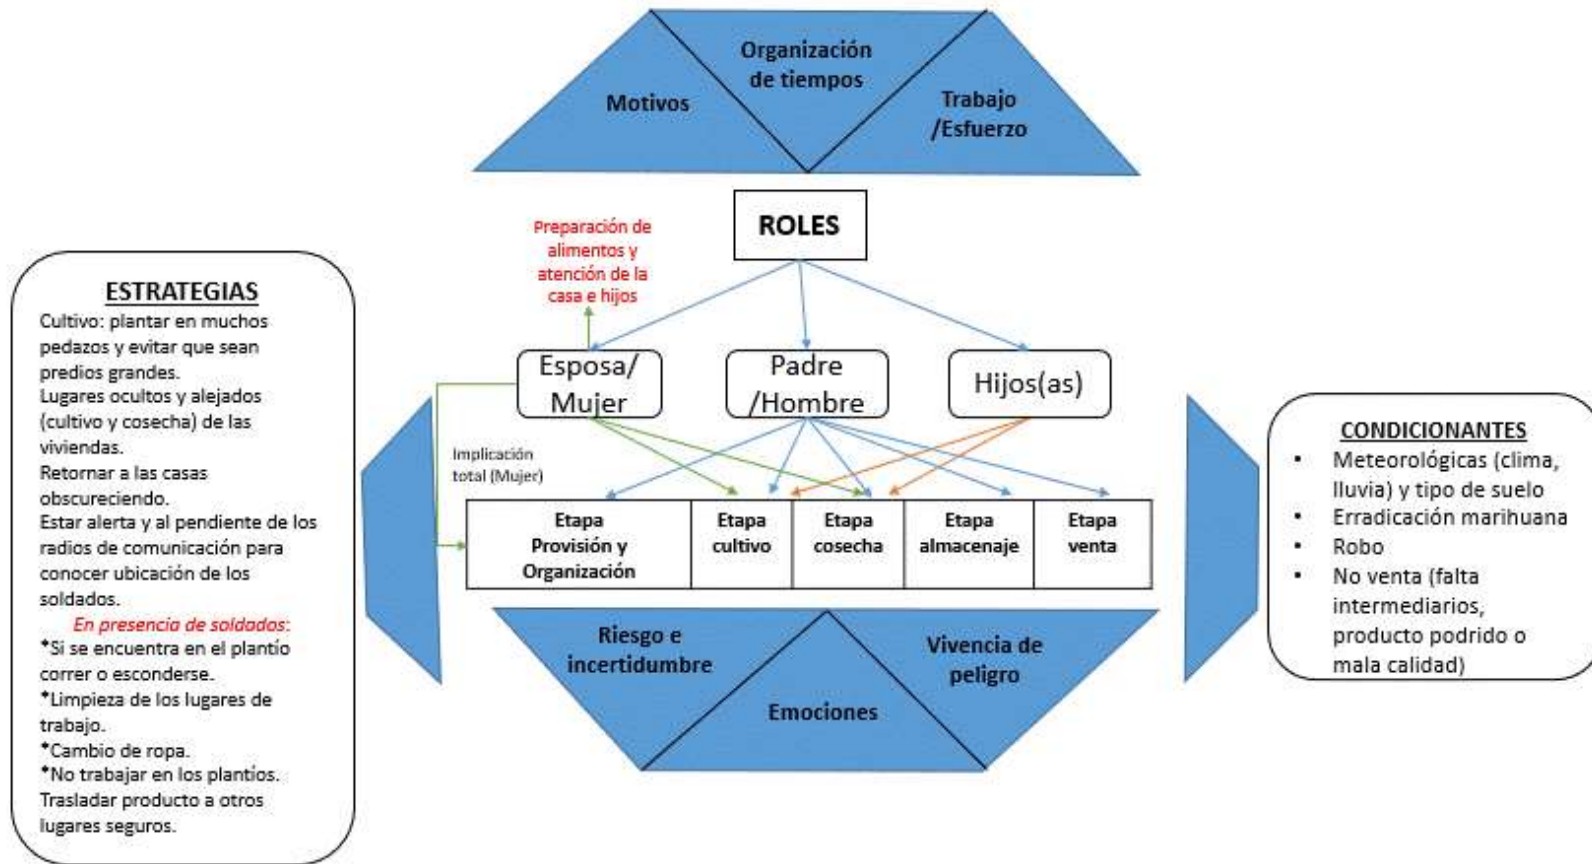 Organización
de tiempos
Motivos
Trabajo
/Esfuerzo
ROLES
Preparación de
alimentos y
atención de la
casa e hijos
ESTRATEGIAS
Cultivo: plantar en muchos
pedazos y evitar que sean
predios grandes.
Lugares ocultos y alejados
(cultivo y cosecha) de las
viviendas.
Retornar a las casas
obscureciendo.
Estar alerta y al pendiente de los
radios de comunicación para
conocer ubicación de los
soldados.
En presencia de soldados:
*Si se encuentra en el plantío
correr o esconderse.
*Limpieza de los lugares de
trabajo.
*Cambio de ropa.
*No trabajar en los plantíos.
Trasladar producto a otros
lugares seguros.
Esposa/
Mujer
Padre
/Hombre
Hijos(as)
Implicación
total (Mujer)
Etapa
Provisión y
Organización
Etapa
cultivo
Etapa
cosecha
Etapa
almacenaje
Etapa
venta
Riesgo e
incertidumbre
Emociones
Vivencia de
peligro
CONDICIONANTES
• Meteorológicas (clima,
lluvia) y tipo de suelo
• Erradicación marihuana
• Robo
• No venta (falta
intermediarios,
producto podrido o
mala calidad)